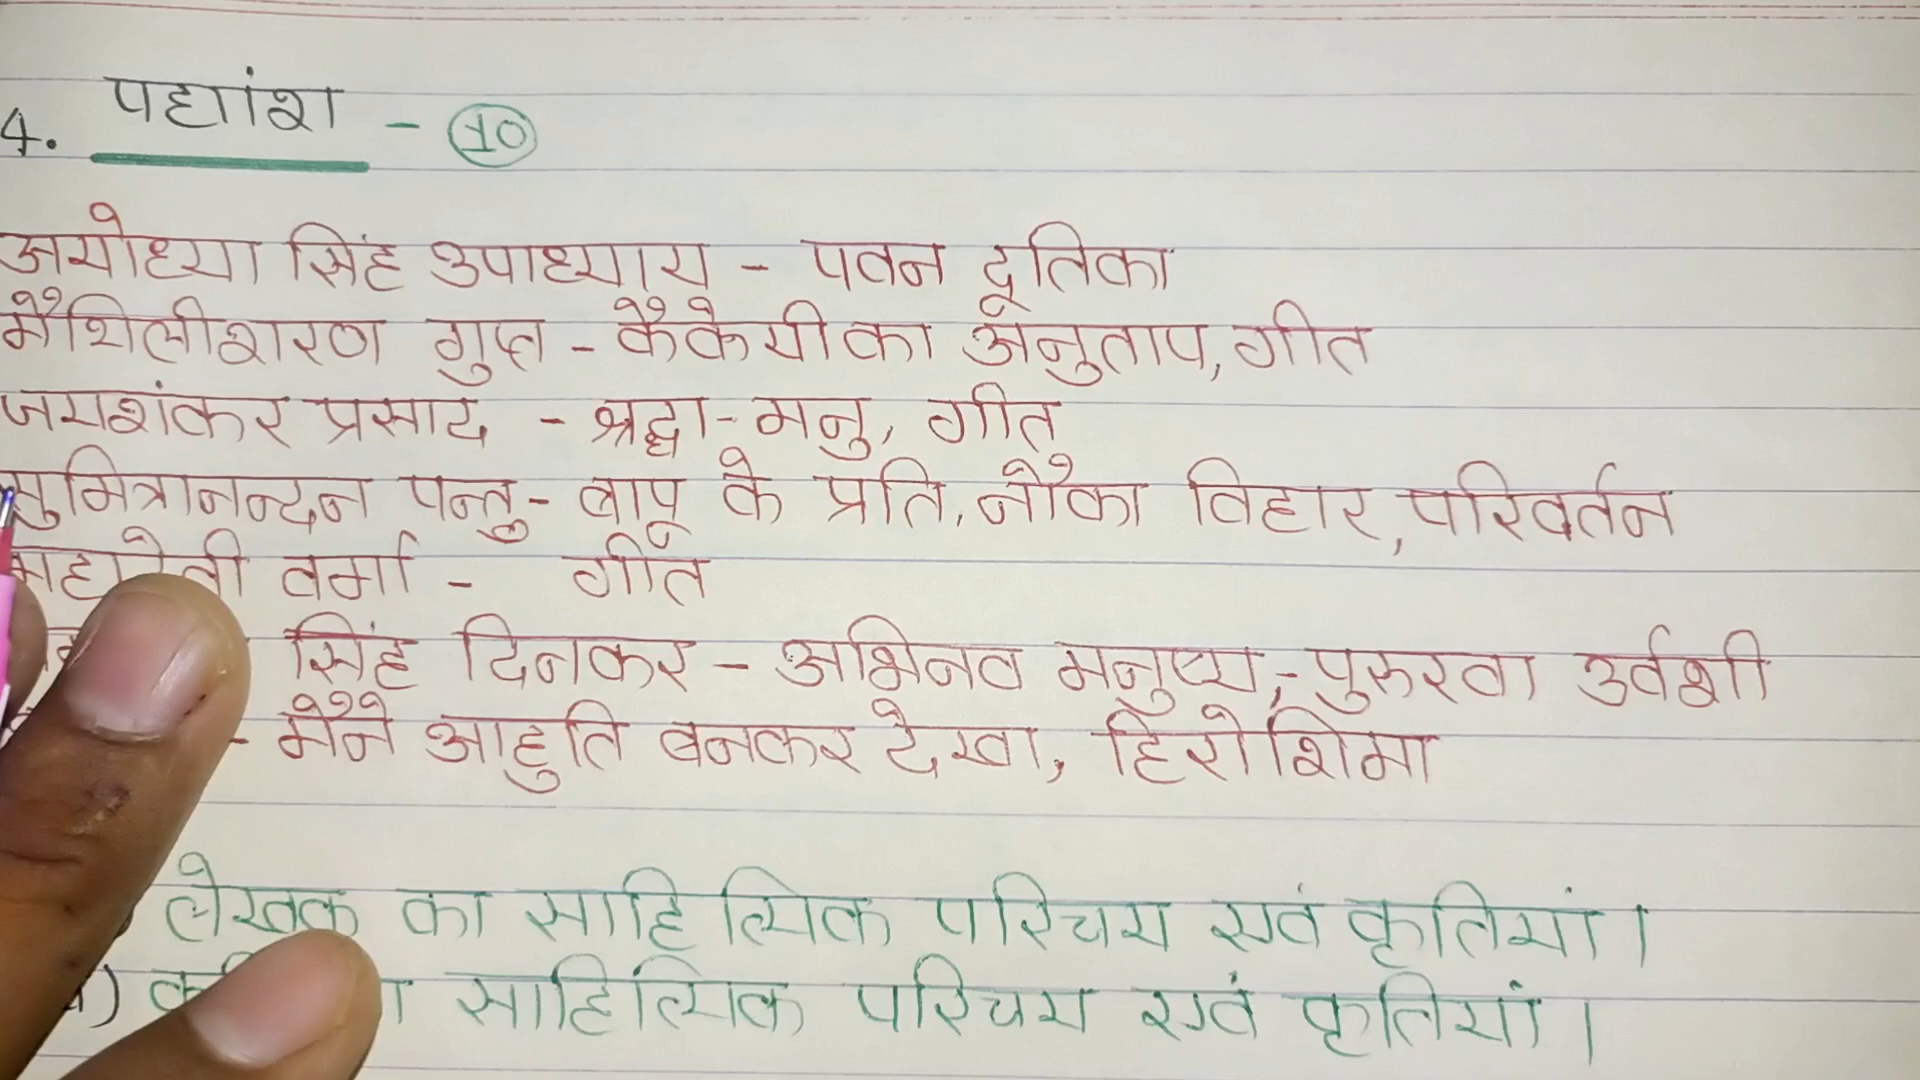 4. पद्यांश - 10
अयोध्या सिंह उपाध्याय - पवन दूतिका
मैथिलीशरण गुप्त - कैकेयी का अनुताप, गीत
जयशंकर प्रसाद - श्रद्धा-मनु, गीत
सुमित्रानन्दन पन्त - बापू के प्रति, नौका विहार, परिवर्तन
महादेवी वर्मा - गीत
सिंह दिनकर - अभिनव मनुष्य, पुरुरवा उर्वशी
- मैने आहुति बनकर देखा, हिरोशिमा
लेखक का साहित्यिक परिचय एवं कृतियां।
साहित्यिक परिचय एवं कृतियां।